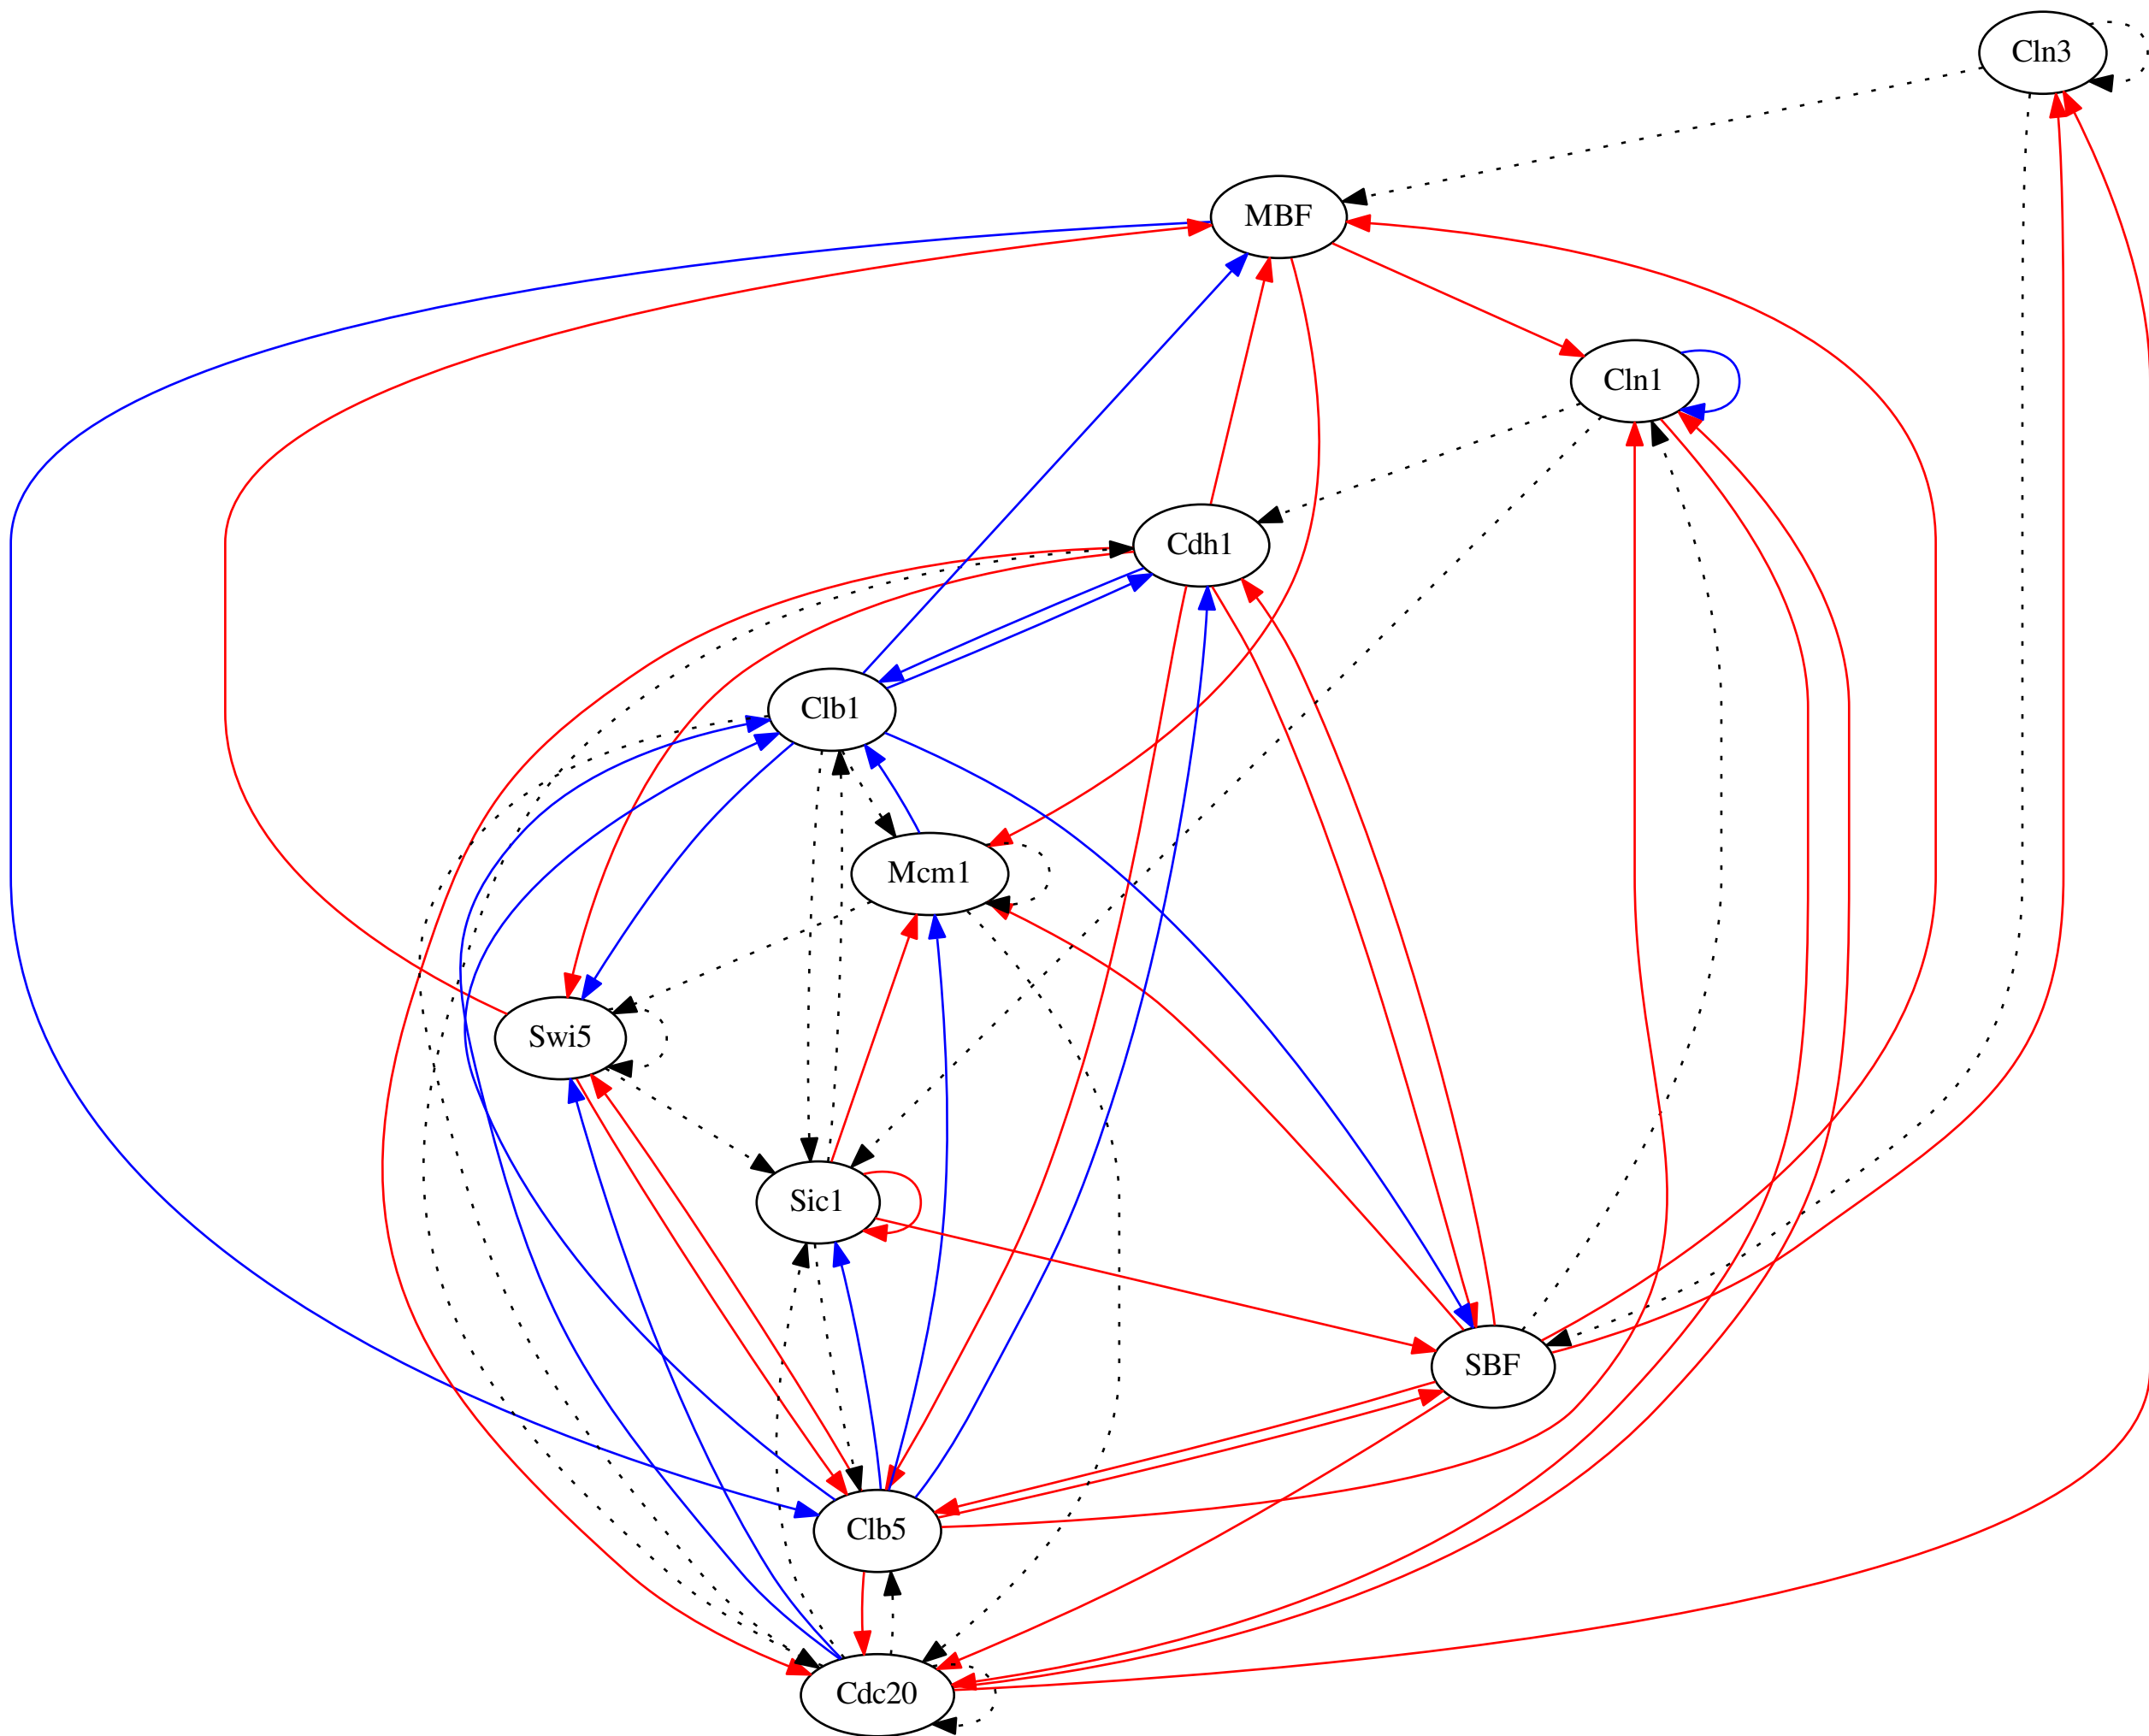 Cln3
MBF
Cln1
Cdh1
Clb1
Mcm1
Swi5
Sic1
SBF
Clb5
Cdc20